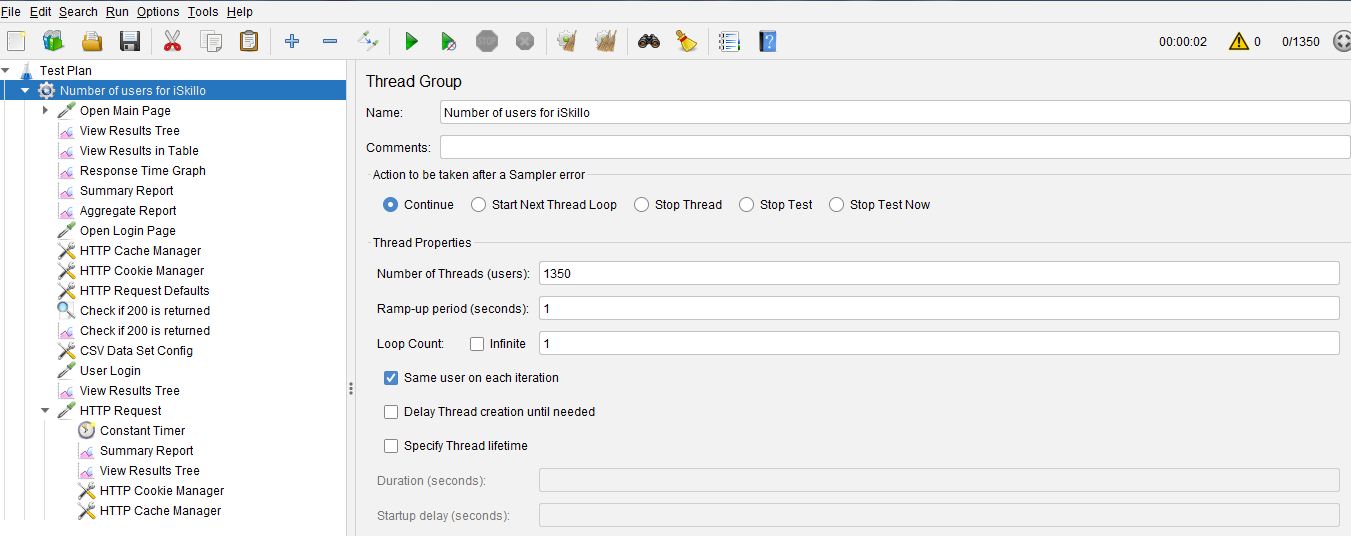 File Edit Search Run Options Tools Help
STOP 00:00:02 0 0/1350
Test Plan
Number of users for iSkillo
Open Main Page
View Results Tree
View Results in Table
Response Time Graph
Summary Report
Aggregate Report
Open Login Page
HTTP Cache Manager
HTTP Cookie Manager
HTTP Request Defaults
Check if 200 is returned
Check if 200 is returned
CSV Data Set Config
User Login
View Results Tree
HTTP Request
Constant Timer
Summary Report
View Results Tree
HTTP Cookie Manager
HTTP Cache Manager
Thread Group
Name: Number of users for iSkillo
Comments:
Action to be taken after a Sampler error
Continue Start Next Thread Loop Stop Thread Stop Test Stop Test Now
Thread Properties
Number of Threads (users): 1350
Ramp-up period (seconds): 1
Loop Count: Infinite 1
Same user on each iteration
Delay Thread creation until needed
Specify Thread lifetime
Duration (seconds):
Startup delay (seconds):